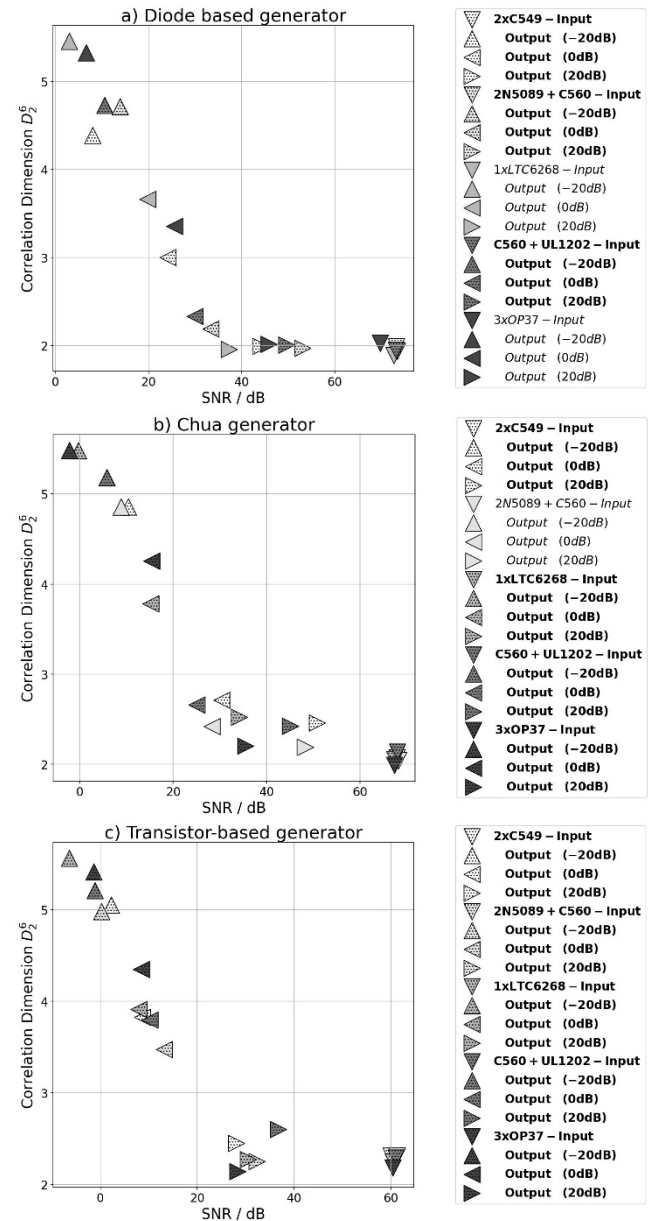 a) Diode based generator
Correlation Dimension D₂⁶
5
4
3
2
0
20
40
60
SNR / dB
2xC549 – Input
Output (−20dB)
Output (0dB)
Output (20dB)
2N5089 + C560 – Input
Output (−20dB)
Output (0dB)
Output (20dB)
1xLTC6268 – Input
Output (−20dB)
Output (0dB)
Output (20dB)
C560 + UL1202 – Input
Output (−20dB)
Output (0dB)
Output (20dB)
3xOP37 – Input
Output (−20dB)
Output (0dB)
Output (20dB)
b) Chua generator
Correlation Dimension D₂⁶
5
4
3
2
0
20
40
60
SNR / dB
2xC549 – Input
Output (−20dB)
Output (0dB)
Output (20dB)
2N5089 + C560 – Input
Output (−20dB)
Output (0dB)
Output (20dB)
1xLTC6268 – Input
Output (−20dB)
Output (0dB)
Output (20dB)
C560 + UL1202 – Input
Output (−20dB)
Output (0dB)
Output (20dB)
3xOP37 – Input
Output (−20dB)
Output (0dB)
Output (20dB)
c) Transistor-based generator
Correlation Dimension D₂⁶
5
4
3
2
0
20
40
60
SNR / dB
2xC549 – Input
Output (−20dB)
Output (0dB)
Output (20dB)
2N5089 + C560 – Input
Output (−20dB)
Output (0dB)
Output (20dB)
1xLTC6268 – Input
Output (−20dB)
Output (0dB)
Output (20dB)
C560 + UL1202 – Input
Output (−20dB)
Output (0dB)
Output (20dB)
3xOP37 – Input
Output (−20dB)
Output (0dB)
Output (20dB)